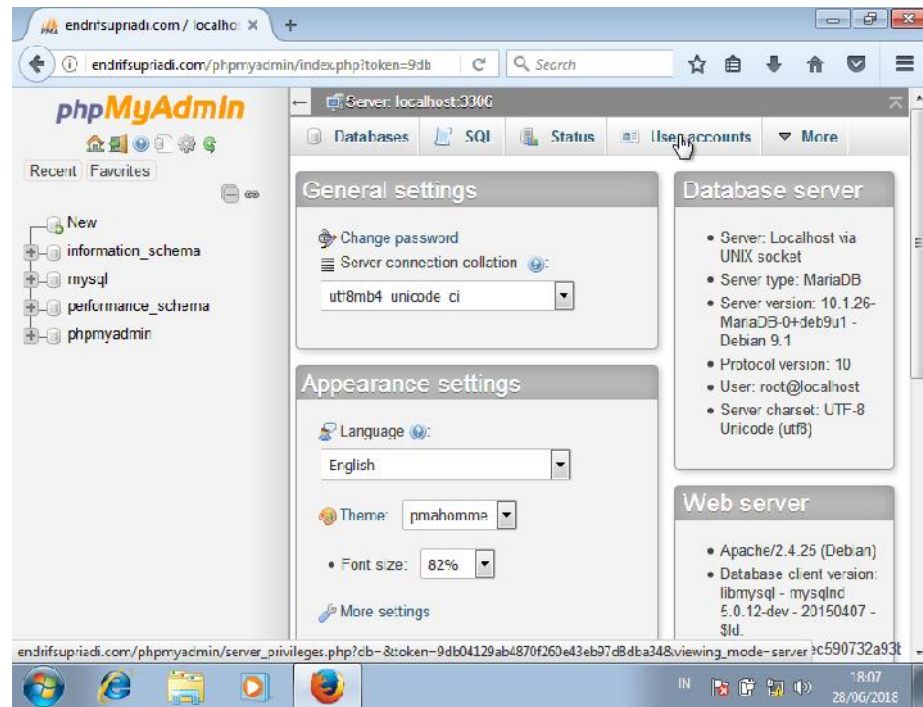 endrifsupriadi.com / localhos
endrifsupriadi.com/phpmyadmin/index.php?token=9db
Search
phpMyAdmin
Recent Favorites
New
information_schema
mysql
performance_schema
phpmyadmin
Server: localhost:3306
Databases SQL Status User accounts More
General settings
Change password
Server connection collation :
utf8mb4_unicode_ci
Appearance settings
Language :
English
Theme: pmahomme
Font size: 82%
More settings
Database server
Server: Localhost via
UNIX socket
Server type: MariaDB
Server version: 10.1.26-
MariaDB-0+deb9u1 -
Debian 9.1
Protocol version: 10
User: root@localhost
Server charset: UTF-8
Unicode (utf8)
Web server
Apache/2.4.25 (Debian)
Database client version:
libmysql - mysqlnd
5.0.12-dev - 20150407 -
$Id:
endrifsupriadi.com/phpmyadmin/server_privileges.php?db=&token=9db04129ab4870f260e43eb97d8dba34&viewing_mode=server
IN
18:07
28/06/2018